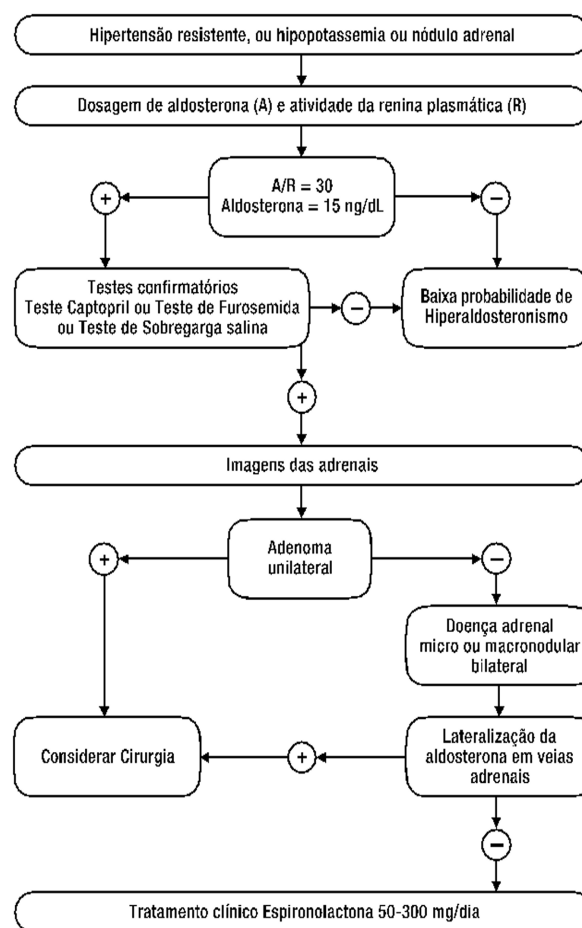 Hipertensão resistente, ou hipopotassemia ou nódulo adrenal
Dosagem de aldosterona (A) e atividade da renina plasmática (R)
A/R = 30
Aldosterona = 15 ng/dL
+
−
Testes confirmatórios
Teste Captopril ou Teste de Furosemida
ou Teste de Sobregarga salina
−
Baixa probabilidade de
Hiperaldosteronismo
+
Imagens das adrenais
Adenoma
unilateral
+
−
Doença adrenal
micro ou macronodular
bilateral
Considerar Cirurgia
+
Lateralização da
aldosterona em veias
adrenais
−
Tratamento clínico Espironolactona 50-300 mg/dia